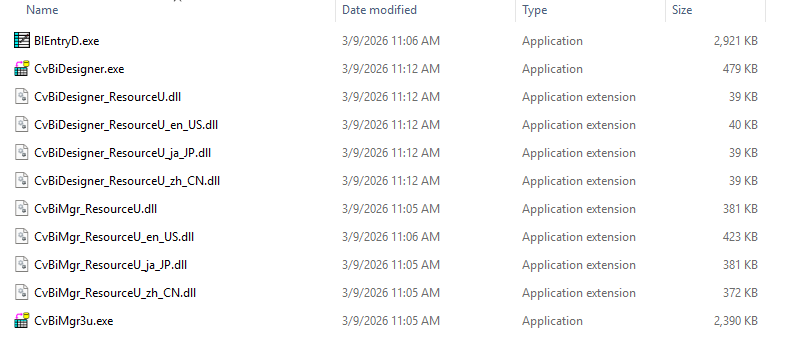 Name Date modified Type Size
BIEntryD.exe 3/9/2026 11:06 AM Application 2,921 KB
CvBiDesigner.exe 3/9/2026 11:12 AM Application 479 KB
CvBiDesigner_ResourceU.dll 3/9/2026 11:12 AM Application extension 39 KB
CvBiDesigner_ResourceU_en_US.dll 3/9/2026 11:12 AM Application extension 40 KB
CvBiDesigner_ResourceU_ja_JP.dll 3/9/2026 11:12 AM Application extension 39 KB
CvBiDesigner_ResourceU_zh_CN.dll 3/9/2026 11:12 AM Application extension 39 KB
CvBiMgr_ResourceU.dll 3/9/2026 11:05 AM Application extension 381 KB
CvBiMgr_ResourceU_en_US.dll 3/9/2026 11:06 AM Application extension 423 KB
CvBiMgr_ResourceU_ja_JP.dll 3/9/2026 11:05 AM Application extension 381 KB
CvBiMgr_ResourceU_zh_CN.dll 3/9/2026 11:05 AM Application extension 372 KB
CvBiMgr3u.exe 3/9/2026 11:05 AM Application 2,390 KB